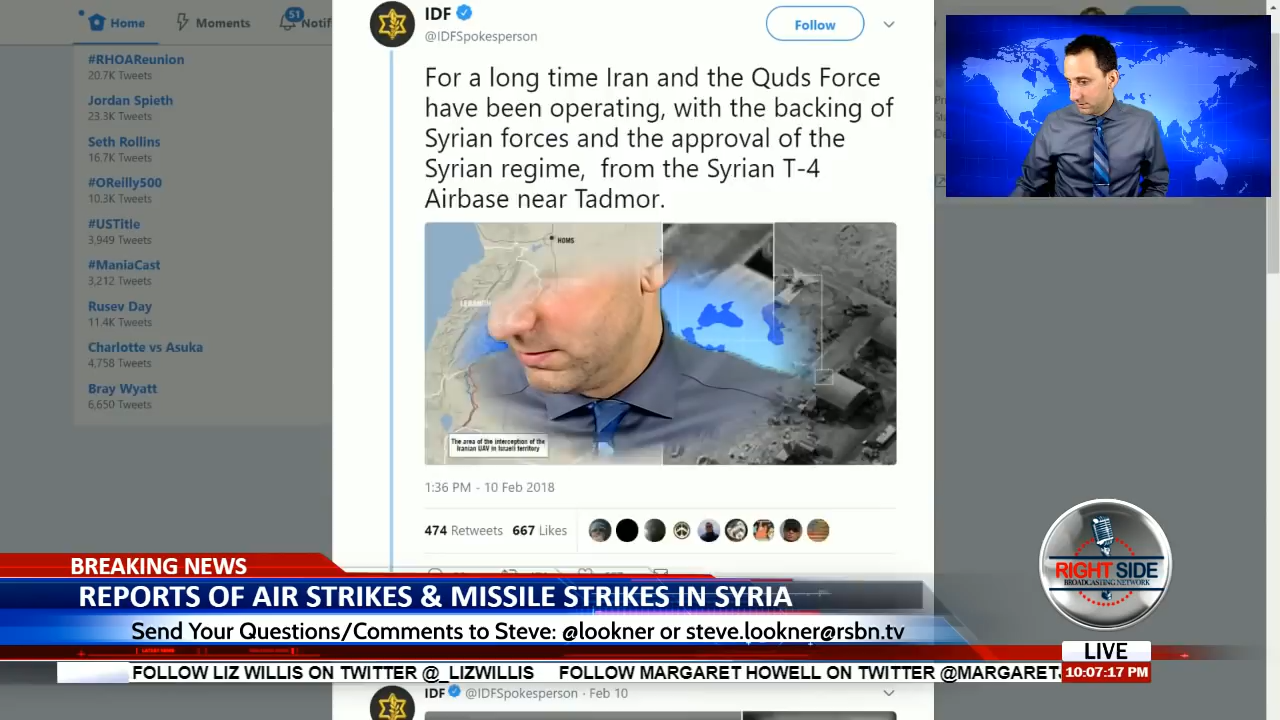 Home
Moments
51
Notif
#RHOAReunion
20.7K Tweets
Jordan Spieth
23.3K Tweets
Seth Rollins
16.7K Tweets
#OReilly500
10.3K Tweets
#USTitle
3,949 Tweets
#ManiaCast
3,212 Tweets
Rusev Day
11.4K Tweets
Charlotte vs Asuka
4,758 Tweets
Bray Wyatt
6,650 Tweets
IDF
@IDFSpokesperson
Follow
For a long time Iran and the Quds Force
have been operating, with the backing of
Syrian forces and the approval of the
Syrian regime, from the Syrian T-4
Airbase near Tadmor.
HOMS
LEBANON
The area of the interception of the
Iranian UAV in Israeli territory
1:36 PM - 10 Feb 2018
474 Retweets 667 Likes
BREAKING NEWS
REPORTS OF AIR STRIKES & MISSILE STRIKES IN SYRIA
Send Your Questions/Comments to Steve: @lookner or steve.lookner@rsbn.tv
LATEST NEWS
BREAKING NEWS
RIGHT SIDE
BROADCASTING NETWORK
LIVE
10:07:17 PM
FOLLOW LIZ WILLIS ON TWITTER @_LIZWILLIS FOLLOW MARGARET HOWELL ON TWITTER @MARGARET
IDF @IDFSpokesperson · Feb 10